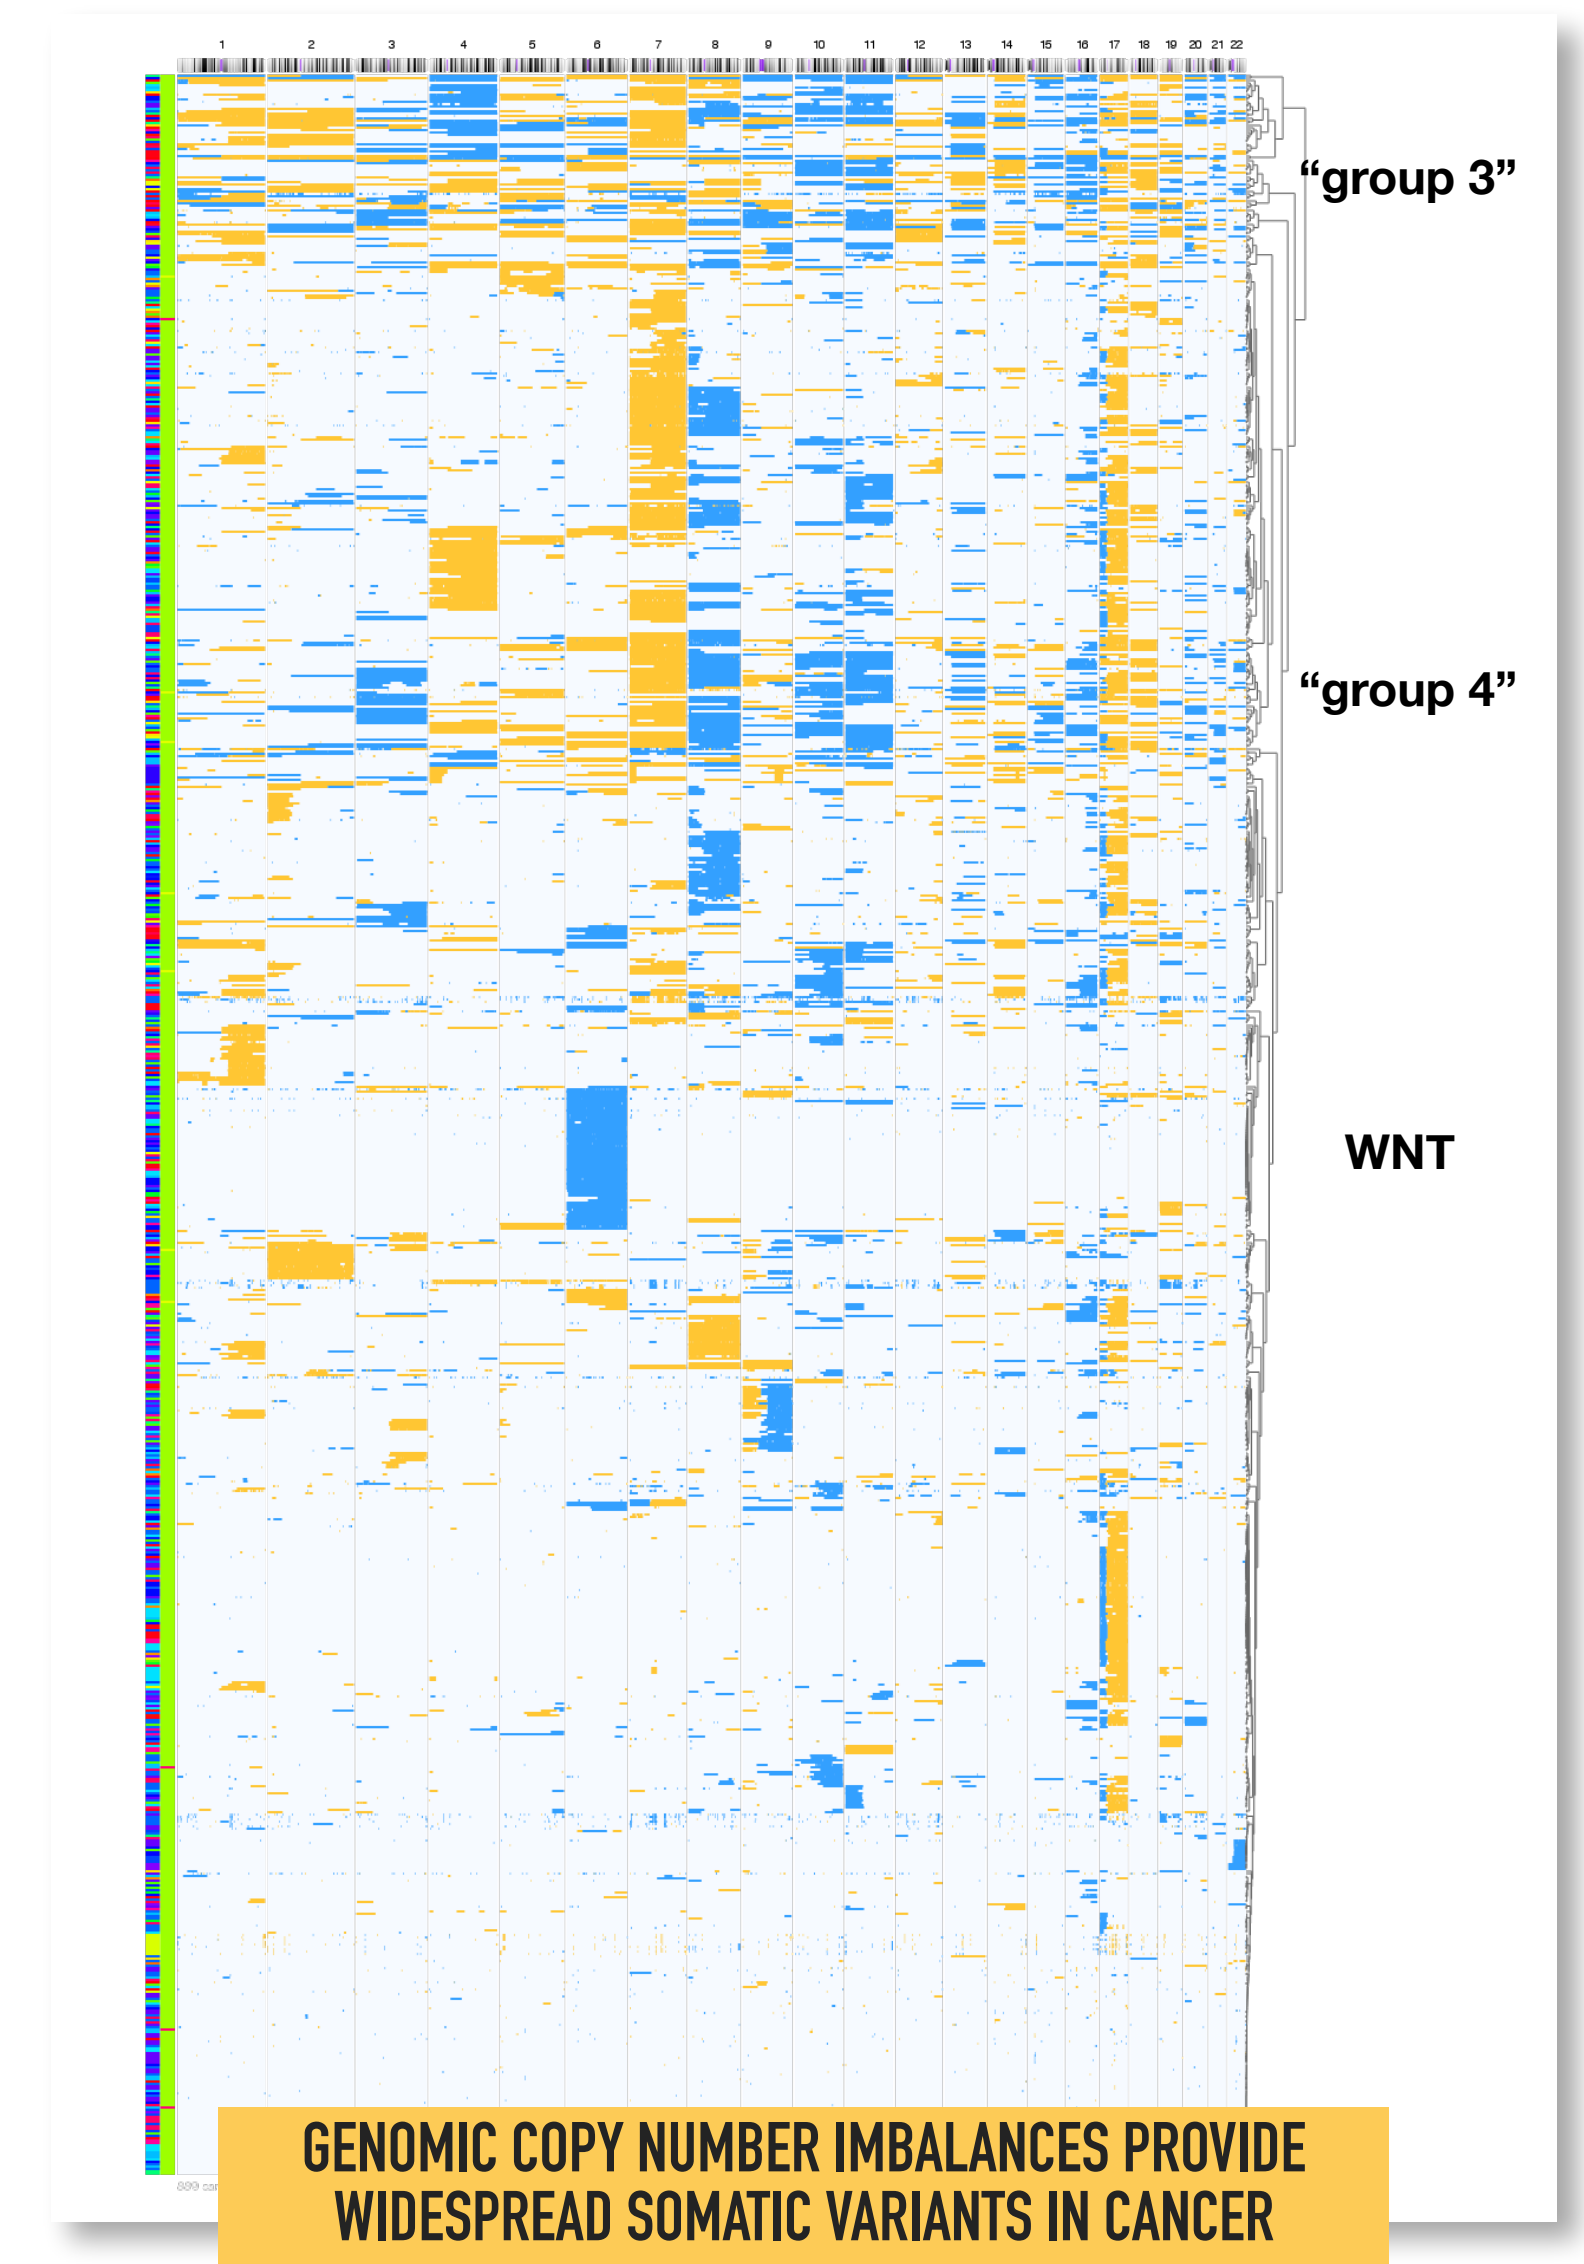 1 2 3 4 5 6 7 8 9 10 11 12 13 14 15 16 17 18 19 20 21 22
“group 3”
“group 4”
WNT
GENOMIC COPY NUMBER IMBALANCES PROVIDE
WIDESPREAD SOMATIC VARIANTS IN CANCER